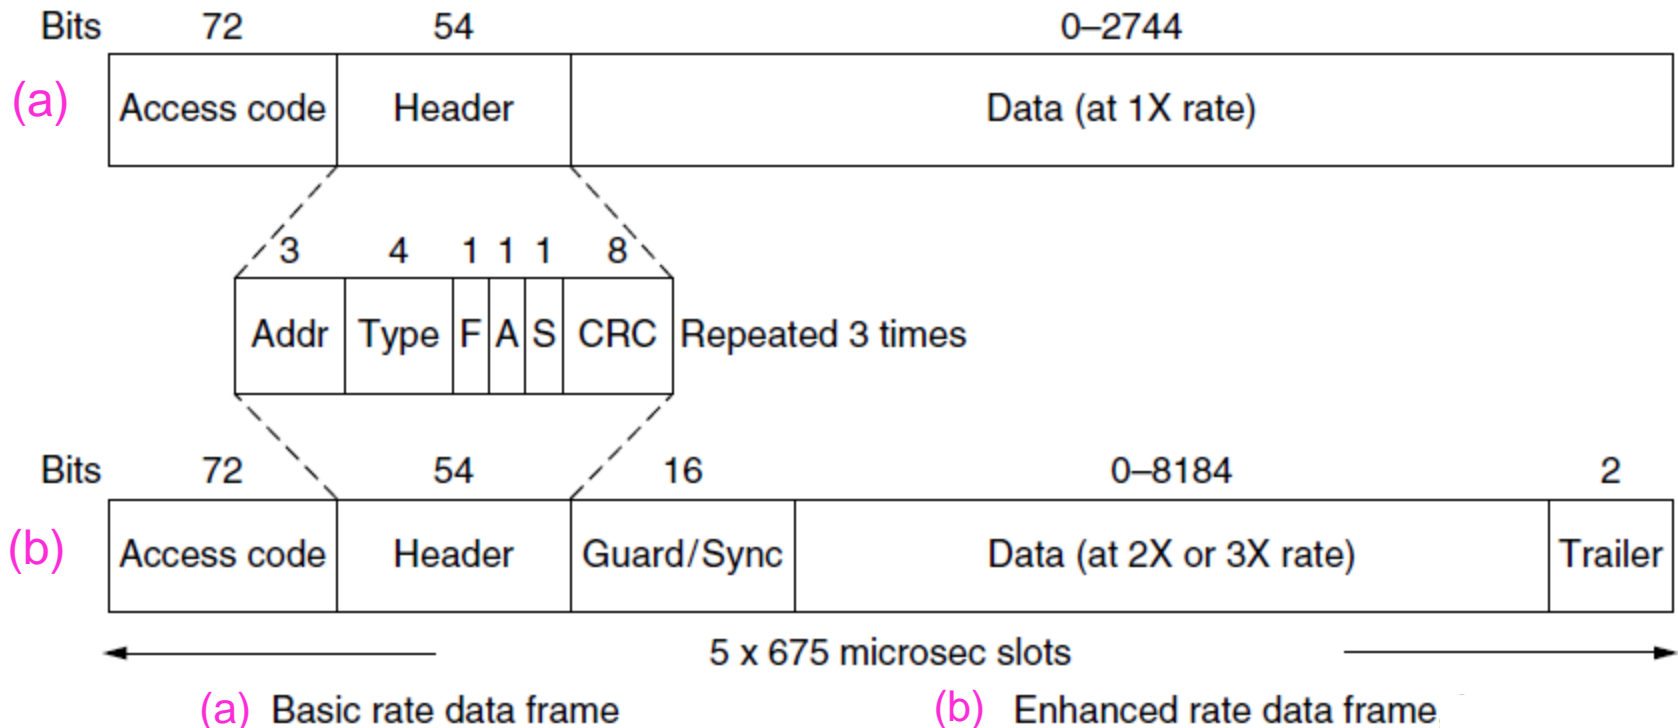 Bits 72 54 0–2744
(a) Access code Header Data (at 1X rate)
3 4 1 1 1 8
Addr Type F A S CRC Repeated 3 times
Bits 72 54 16 0–8184 2
(b) Access code Header Guard/Sync Data (at 2X or 3X rate) Trailer
5 x 675 microsec slots
(a) Basic rate data frame (b) Enhanced rate data frame